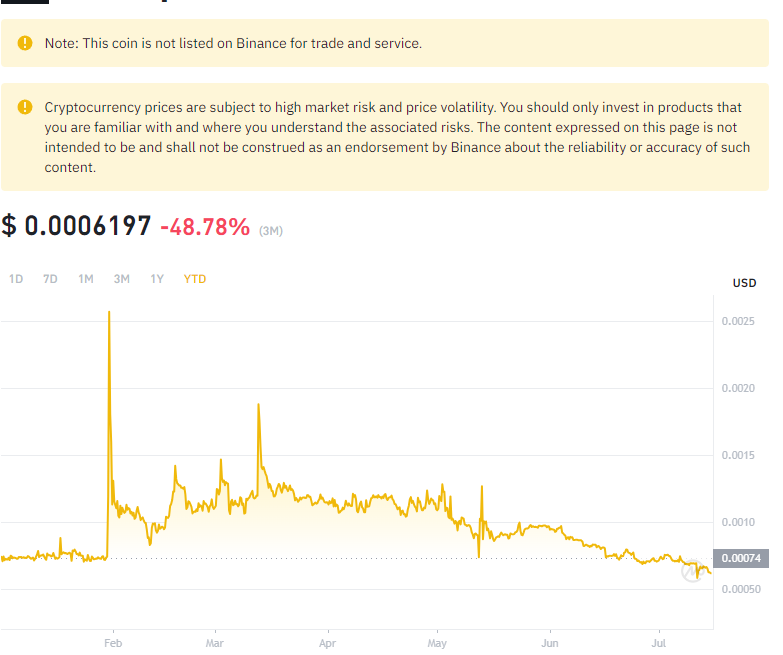 Note: This coin is not listed on Binance for trade and service.
Cryptocurrency prices are subject to high market risk and price volatility. You should only invest in products that
you are familiar with and where you understand the associated risks. The content expressed on this page is not
intended to be and shall not be construed as an endorsement by Binance about the reliability or accuracy of such
content.
$ 0.0006197 -48.78% (3M)
1D 7D 1M 3M 1Y YTD
USD
0.0025
0.0020
0.0015
0.0010
0.00074
0.00050
Feb Mar Apr May Jun Jul